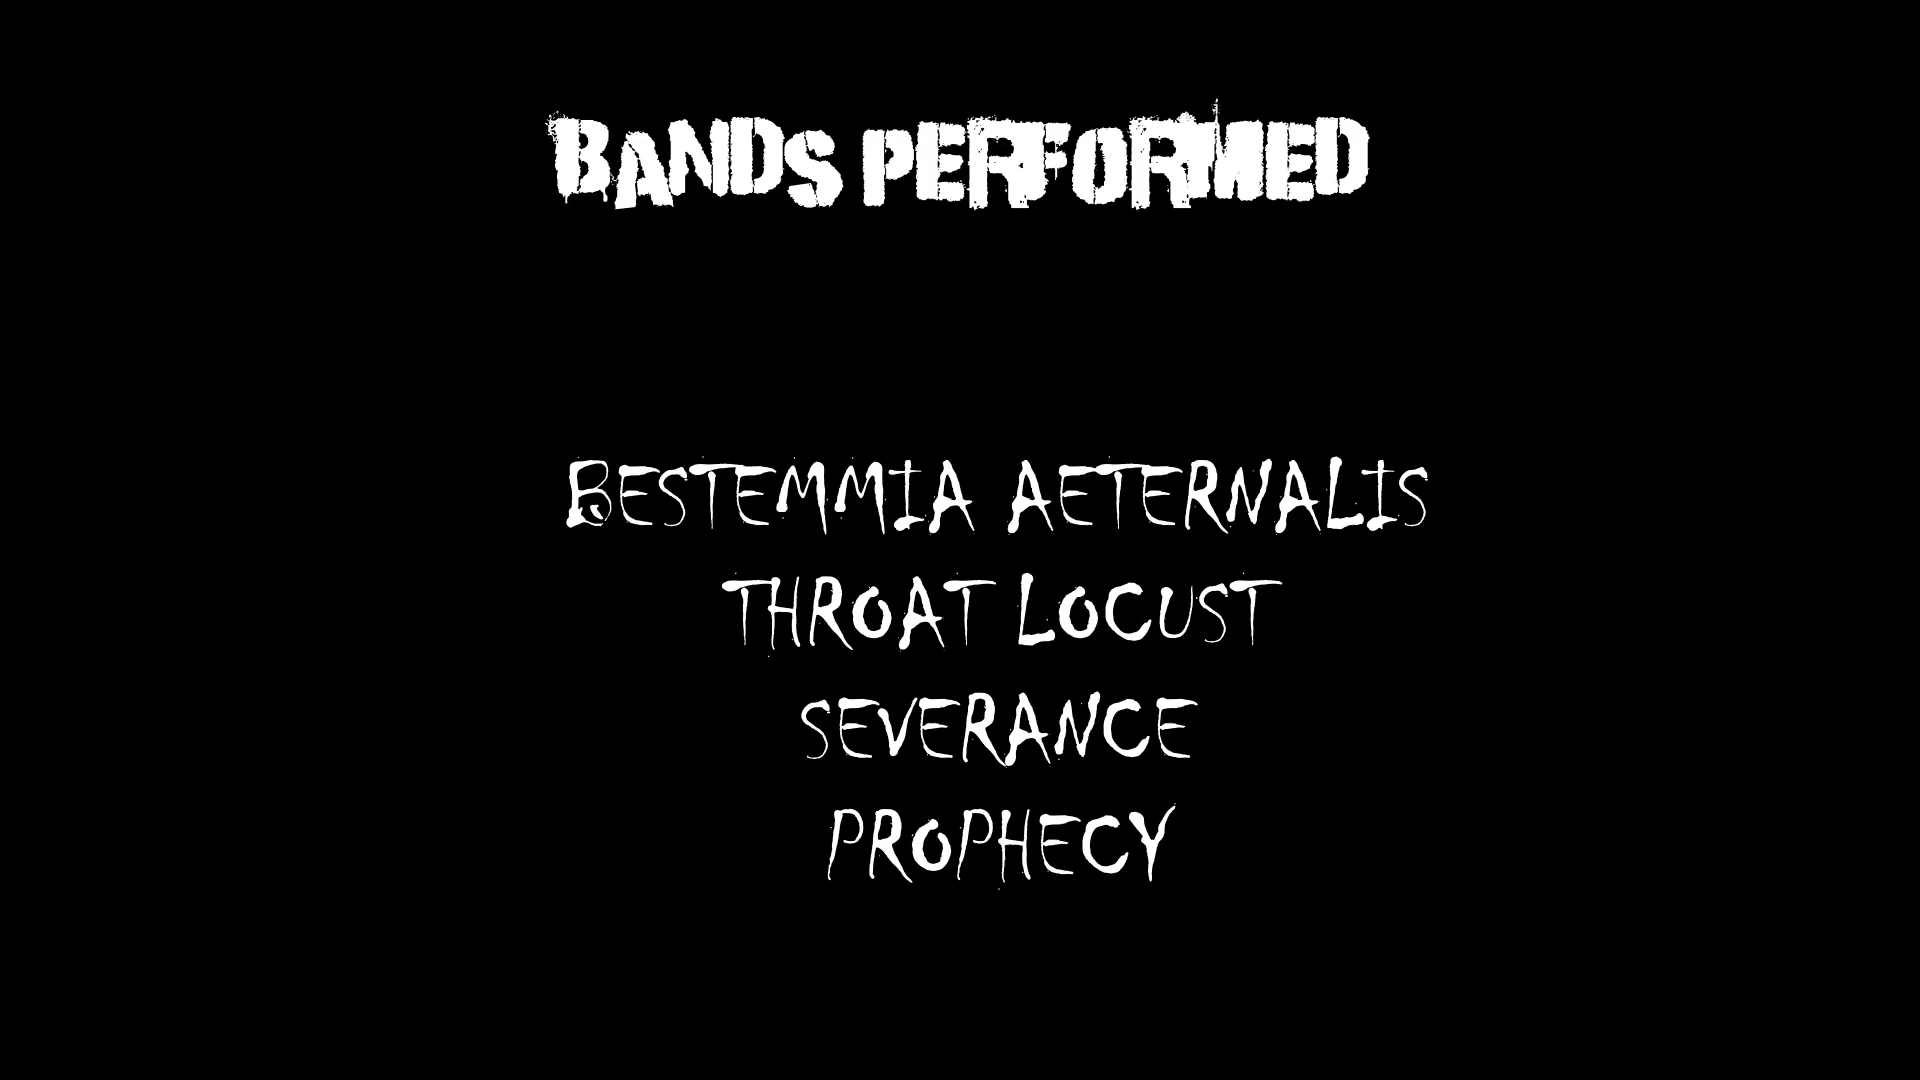 BANDS PERFORMED
BESTEMMIA AETERNALIS
THROAT LOCUST
SEVERANCE
PROPHECY